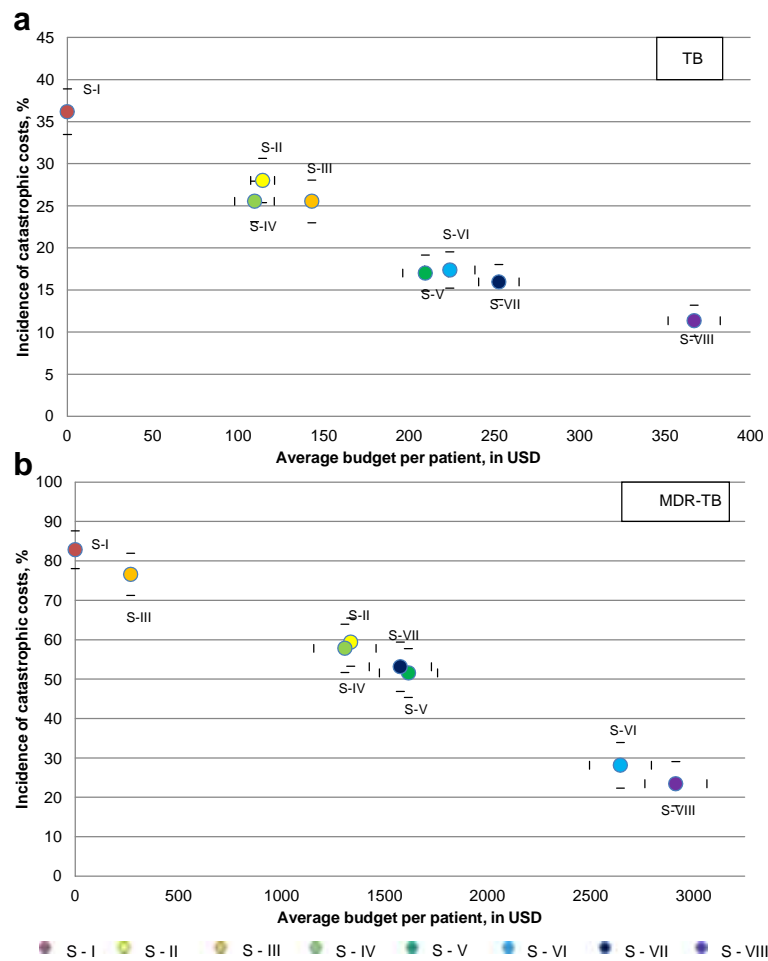 a
45
40
35
30
25
20
15
10
5
0
Incidence of catastrophic costs, %
TB
S-I
S-II
S-III
S-IV
S-VI
S-V
S-VII
S-VIII
0 50 100 150 200 250 300 350 400
Average budget per patient, in USD
b
100
90
80
70
60
50
40
30
20
10
0
Incidence of catastrophic costs, %
MDR-TB
S-I
S-III
S-II
S-VII
S-IV
S-V
S-VI
S-VIII
0 500 1000 1500 2000 2500 3000
Average budget per patient, in USD
S - I S - II S - III S - IV S - V S - VI S - VII S - VIII